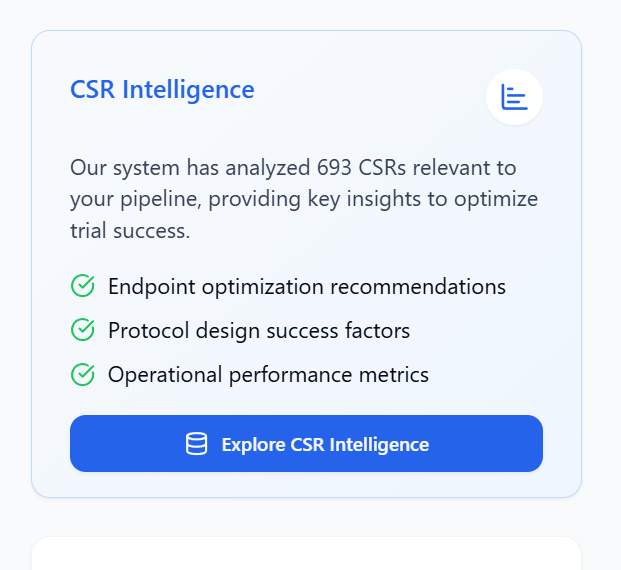 CSR Intelligence
Our system has analyzed 693 CSRs relevant to
your pipeline, providing key insights to optimize
trial success.
Endpoint optimization recommendations
Protocol design success factors
Operational performance metrics
Explore CSR Intelligence